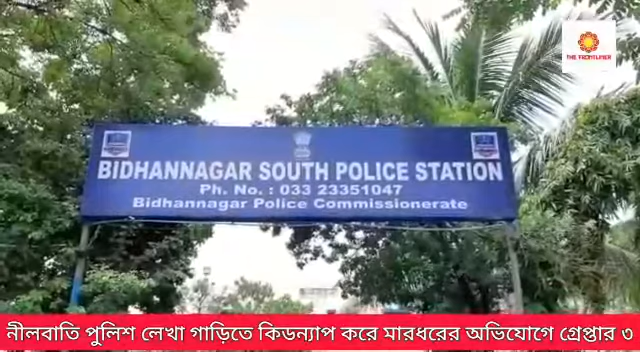 THE FRONTLINER
BIDHANNAGAR SOUTH POLICE STATION
Ph. No. : 033 23351047
Bidhannagar Police Commissionerate
নীলবাতি পুলিশ লেখা গাড়িতে কিডন্যাপ করে মারধরের অভিযোগে গ্রেপ্তার ৩